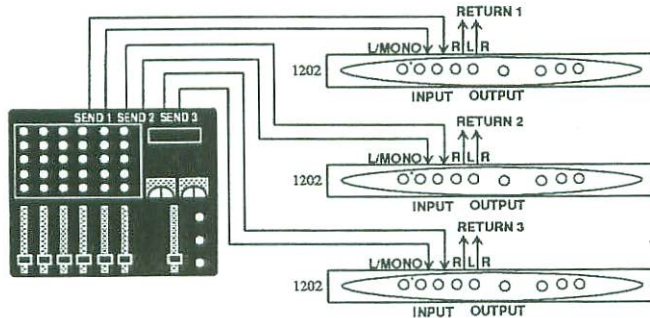 RETURN 1
L/MONO R L R
1202
INPUT OUTPUT
SEND 1 SEND 2 SEND 3
RETURN 2
L/MONO R L R
1202
INPUT OUTPUT
RETURN 3
L/MONO R L R
1202
INPUT OUTPUT